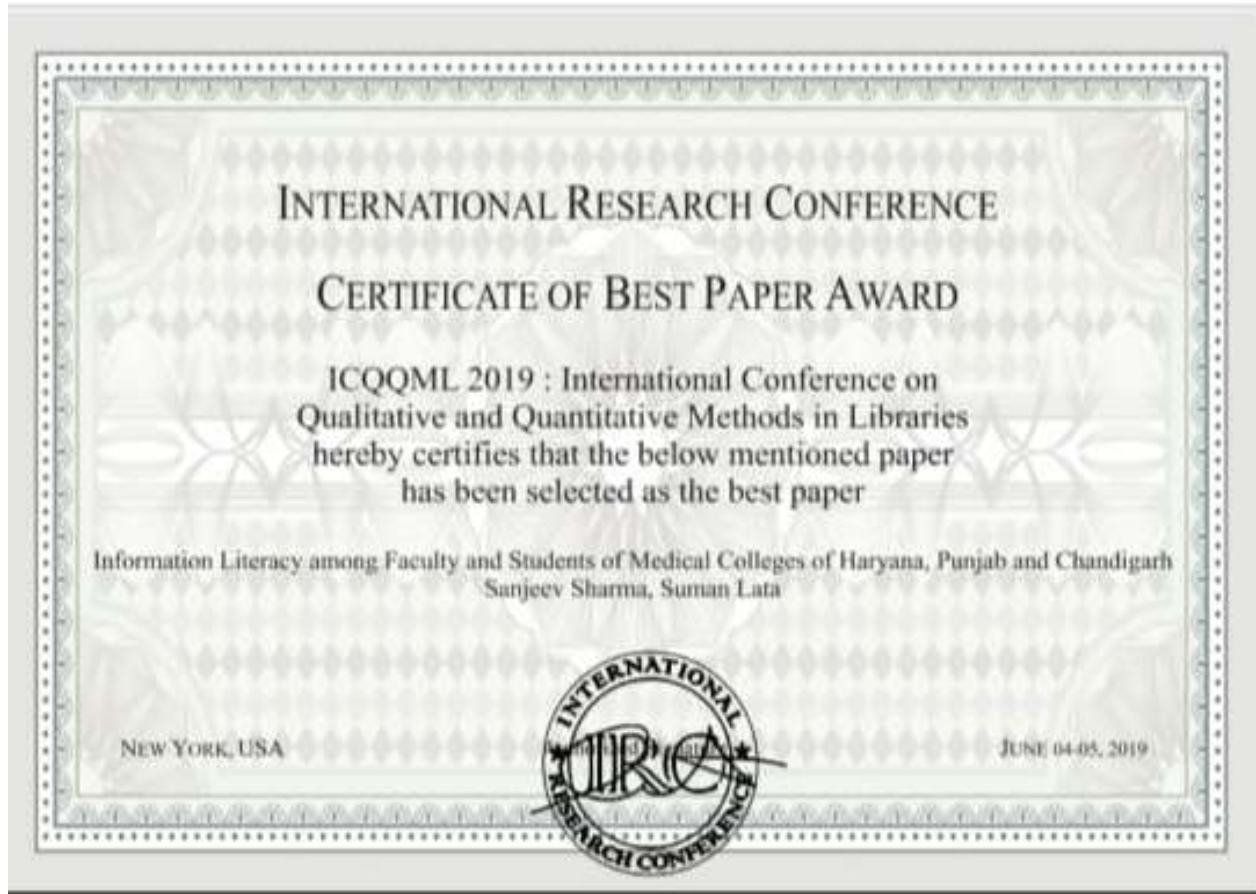 INTERNATIONAL RESEARCH CONFERENCE
CERTIFICATE OF BEST PAPER AWARD
ICQQML 2019 : International Conference on
Qualitative and Quantitative Methods in Libraries
hereby certifies that the below mentioned paper
has been selected as the best paper
Information Literacy among Faculty and Students of Medical Colleges of Haryana, Punjab and Chandigarh
Sanjeev Sharma, Suman Lata
NEW YORK, USA
JUNE 04-05, 2019
INTERNATIONAL
IRC
RESEARCH CONFERENCE